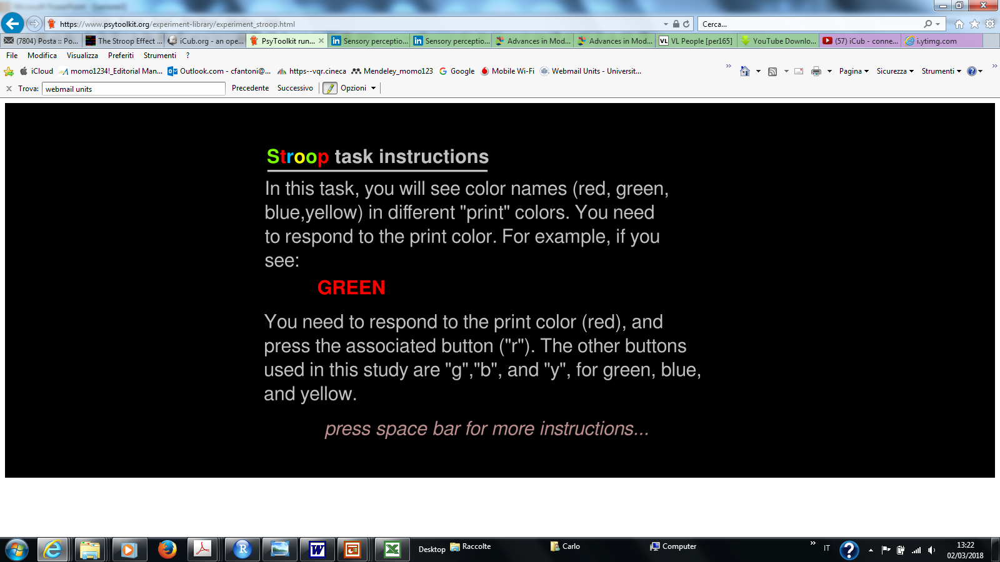 https://www.psytoolkit.org/experiment-library/experiment_stroop.html
Cerca...
(7804) Posta :: Po...
The Stroop Effect ...
iCub.org - an ope...
PsyToolkit run...
Sensory perceptio...
Sensory perceptio...
Advances in Mod...
Advances in Mod...
VL People [per165]
YouTube Downlo...
(57) iCub - conne...
i.ytimg.com
File Modifica Visualizza Preferiti Strumenti ?
iCloud momo1234!_Editorial Man... Outlook.com - cfantoni@... https--vqr.cineca Mendeley_momo123 Google Mobile Wi-Fi Webmail Units - Universit... Pagina Sicurezza Strumenti
Trova: webmail units Precedente Successivo Opzioni
Stroop task instructions
In this task, you will see color names (red, green,
blue,yellow) in different "print" colors. You need
to respond to the print color. For example, if you
see:
GREEN
You need to respond to the print color (red), and
press the associated button ("r"). The other buttons
used in this study are "g","b", and "y", for green, blue,
and yellow.
press space bar for more instructions...
Desktop Raccolte Carlo Computer IT 13:22
02/03/2018